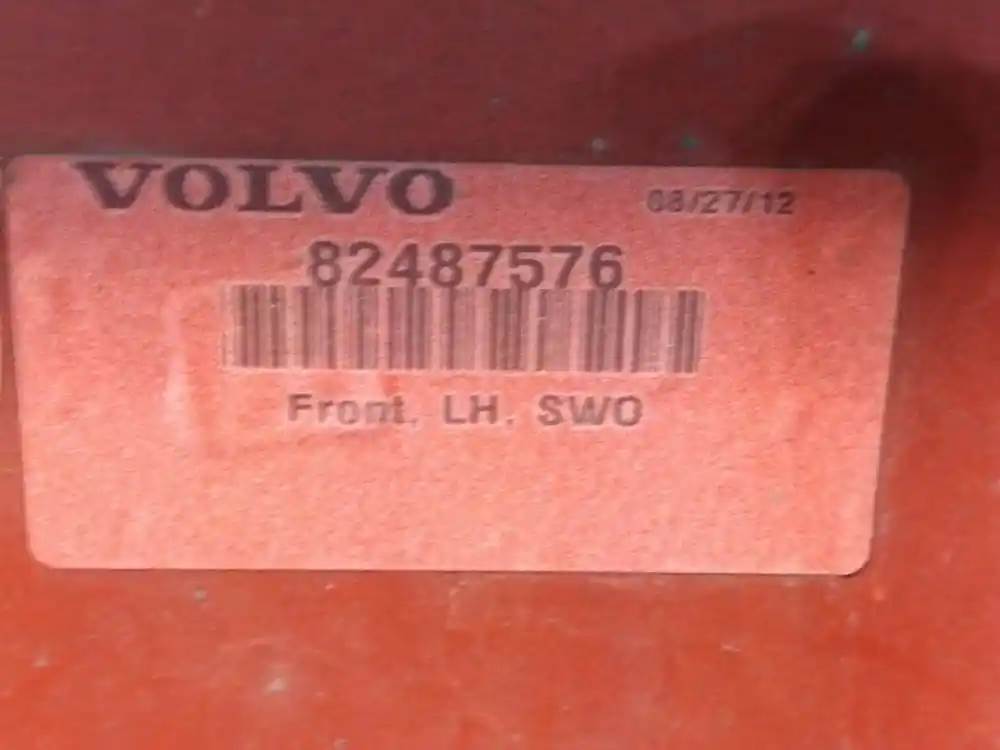 VOLVO
08/27/12
82487576
Front, LH, SWO